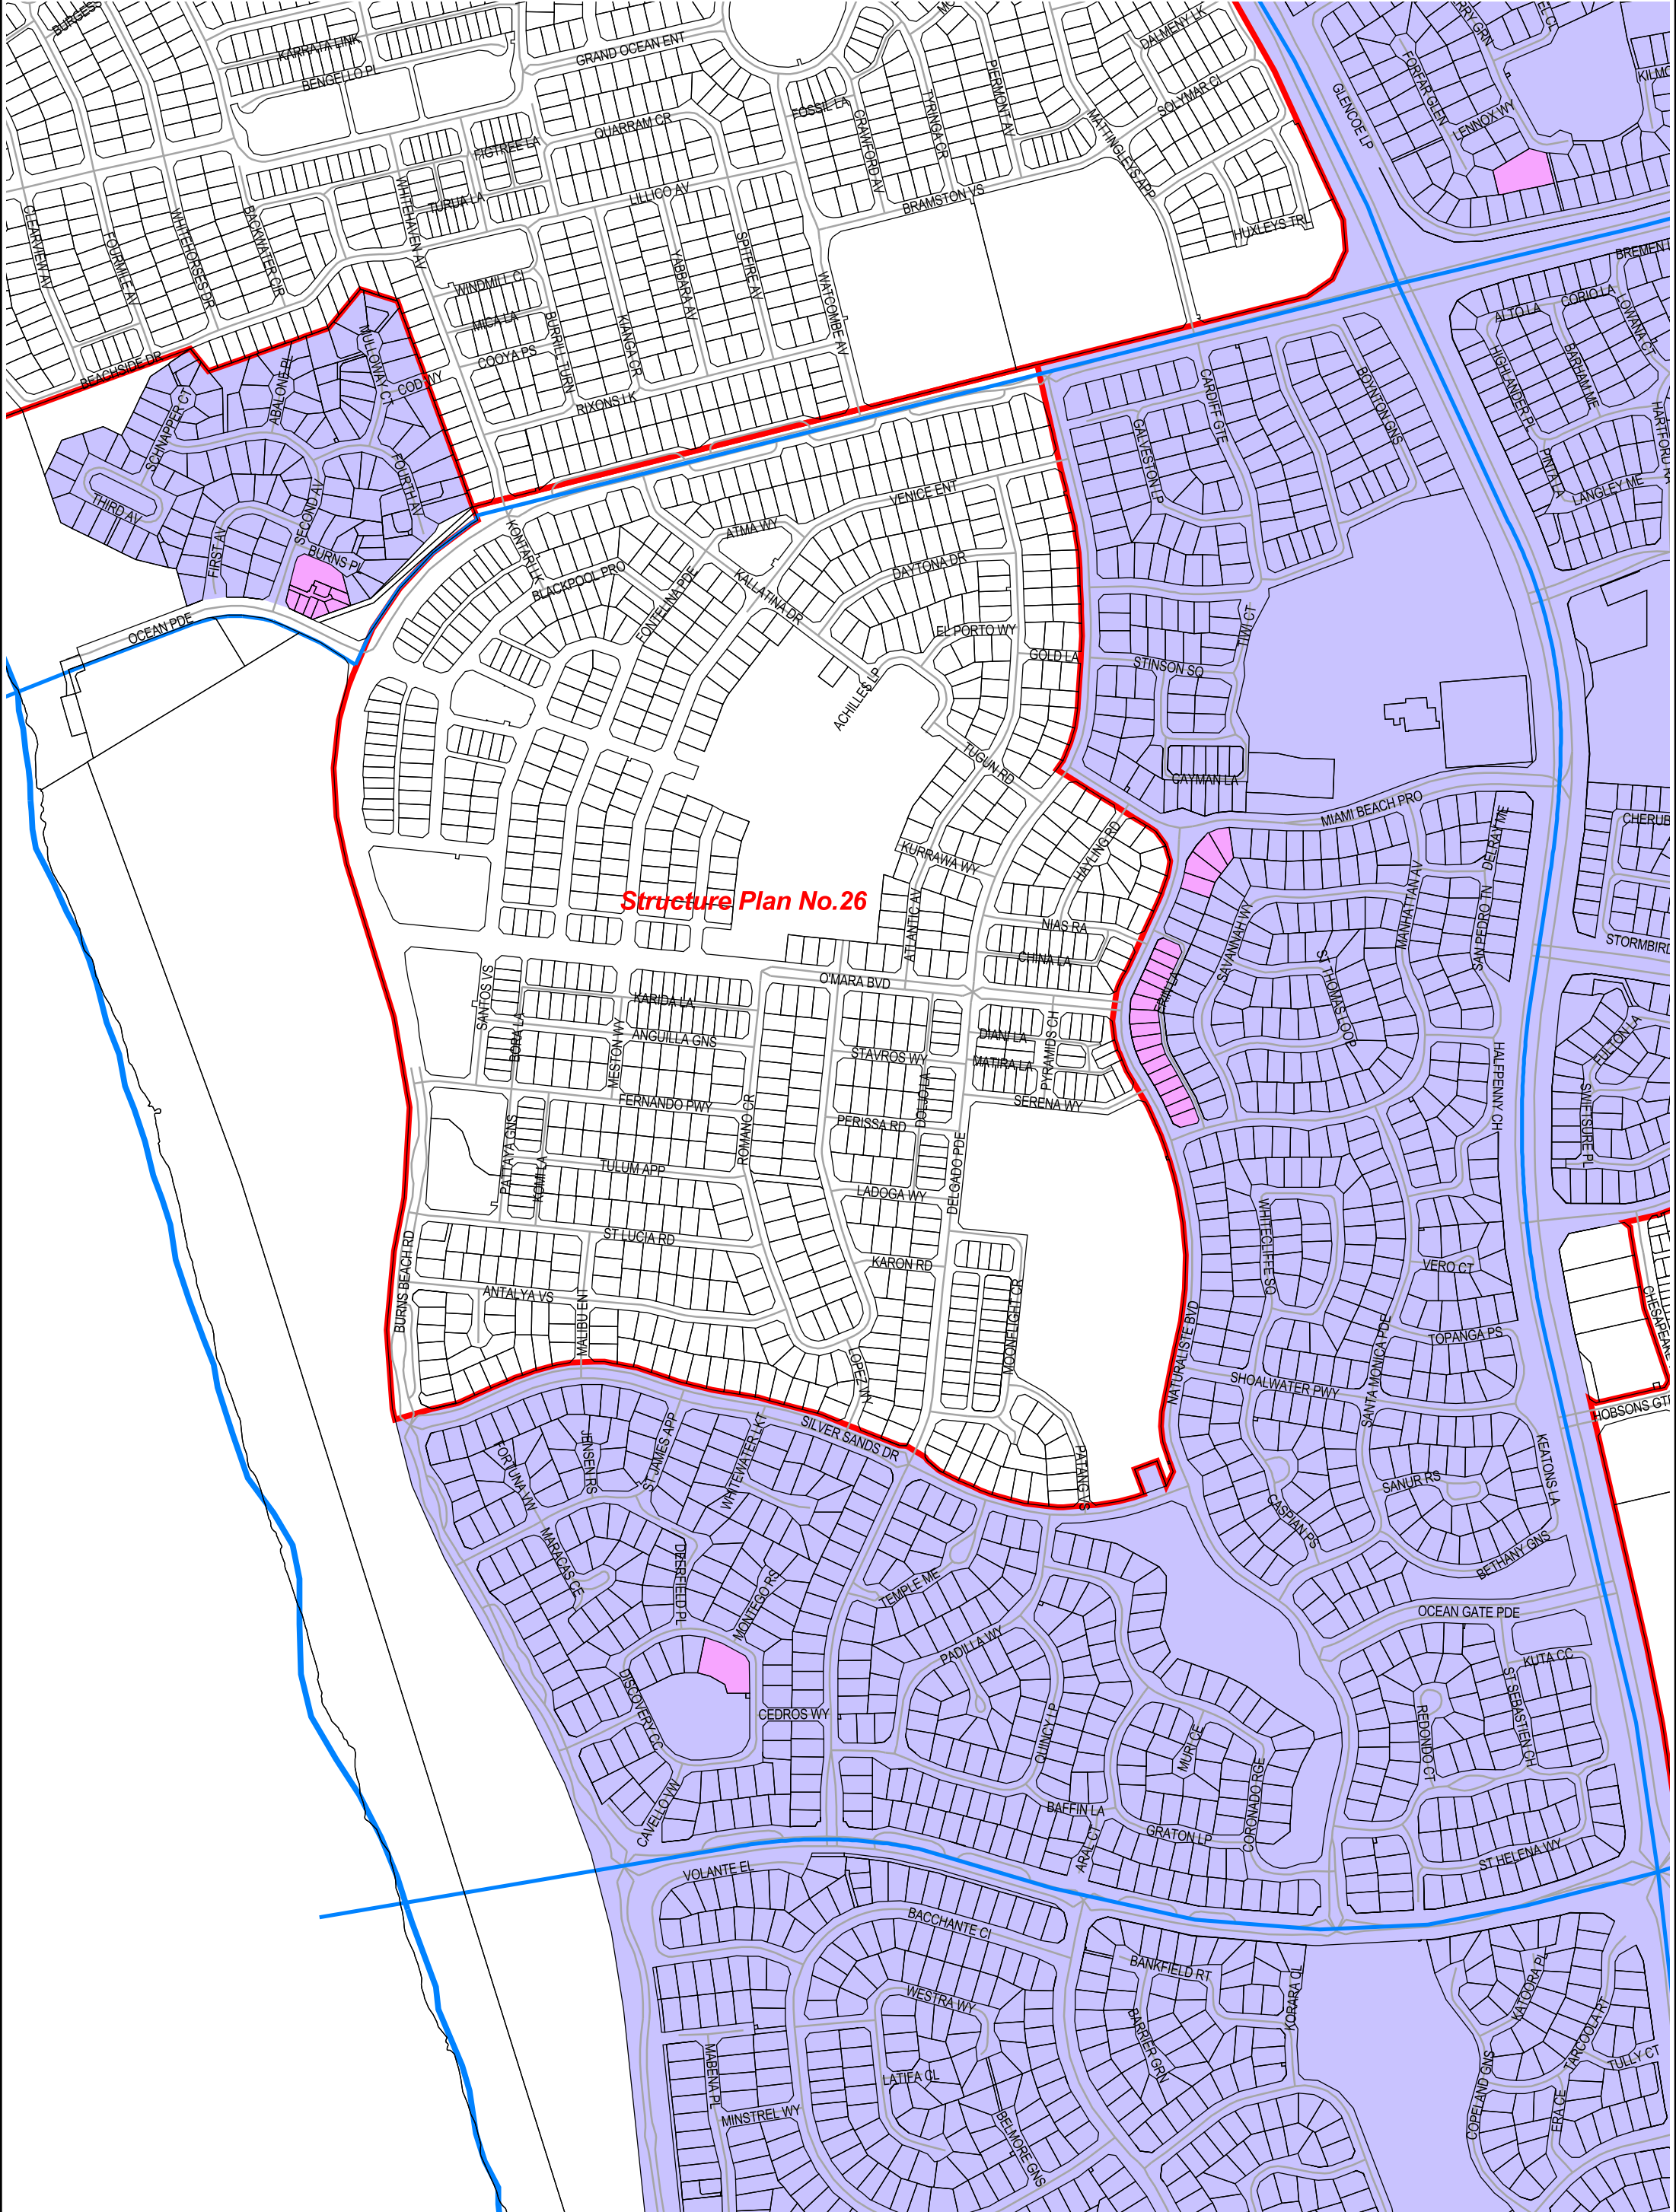 KARRATA LINK
BENGELLO PL
GRAND OCEAN ENT
DALMENY LK
FORFAR GLEN
GLENCOE LP
LENNOX WY
FOSSIL LA
CRAWFORD AV
TYRINGA CR
PIERMONT AV
MATTINGLEYS APP
SOLYMAR CI
QUARRAM CR
FIGTREE LA
TURUA LA
LILLICO AV
BRAMSTON VS
HUXLEYS TRL
CLEARVIEW AV
FOURMILE AV
WHITEHORSES DR
BACKWATER CIR
WHITEHAVEN AV
YABBARA AV
SPITFIRE AV
WATCOMBE AV
WINDMILL CI
MICA LA
COOYA PS
BURRILL TURN
KIANGA CR
RIXONS LK
BEACHSIDE DR
BREMEN
ALTO LA
CORIO LA
LOWANA CT
HIGHLANDER PL
BARHAM ME
PINTA LA
LANGLEY ME
CARDIFF GTE
BOYNTON GNS
GALVESTON LP
SCHNAPPER CT
ABALONE PL
MULLOWAY CT
COD WY
FOURTH AV
THIRD AV
FIRST AV
SECOND AV
BURNS PL
OCEAN PDE
KONTARI LK
BLACKPOOL PRO
FONTELINA PDE
ATMA WY
VENICE ENT
KALLATINA DR
DAYTONA DR
EL PORTO WY
GOLD LA
ACHILLES LP
TUGUN RD
STINSON SQ
TIWI CT
CAYMAN LA
MIAMI BEACH PRO
DELRAY ME
CHERUB
KURRAWA WY
HAYLING RD
Structure Plan No.26
ATLANTIC AV
NIAS RA
CHINA LA
ERIN LA
SAVANNAH WY
ST THOMAS LOOP
MANHATTAN AV
SAN PEDRO TN
STORMBIRD
O'MARA BVD
SANTOS VS
KARIDA LA
BORA LA
ANGUILLA GNS
MESTON WY
STAVROS WY
DIANI LA
MATIRA LA
PYRAMIDS CH
SERENA WY
FULTON LA
HALFPENNY CH
SWIFTSURE PL
FERNANDO PWY
ROMANO CR
PERISSA RD
DOLJO LA
DELGADO PDE
PATTAYA GNS
KOMI LA
TULUM APP
LADOGA WY
ST LUCIA RD
KARON RD
BURNS BEACH RD
ANTALYA VS
MALIBU ENT
LOPEZ WY
MOONFLIGHT CR
WHITECLIFFE SQ
VERO CT
TOPANGA PS
NATURALISTE BVD
SHOALWATER PWY
SANTA MONICA PDE
CHESAPEAKE
SILVER SANDS DR
PATANG VS
SANUR RS
KEATONS LA
CASPIAN PS
BETHANY GNS
FORTUNA VW
JENSEN RS
ST JAMES APP
WHITEWATER LKT
MARACAS CE
DEERFIELD PL
MONTEGO RS
TEMPLE ME
PADILLA WY
OCEAN GATE PDE
KUTA CC
ST SEBASTIEN CH
REDONDO CT
DISCOVERY CC
CEDROS WY
QUINCY LP
MURI CE
CORONADO RGE
CAVELLO VW
BAFFIN LA
ARAL CT
GRATON LP
ST HELENA WY
VOLANTE EL
BACCHANTE CI
BANKFIELD RT
KORARA CL
KATOORA PL
WESTRA WY
BARRIER GRN
TARCOOLA RT
MABENA PL
LATIFA CL
MINSTREL WY
BELMORE GNS
COPELAND GNS
ERA CE
TULLY CT